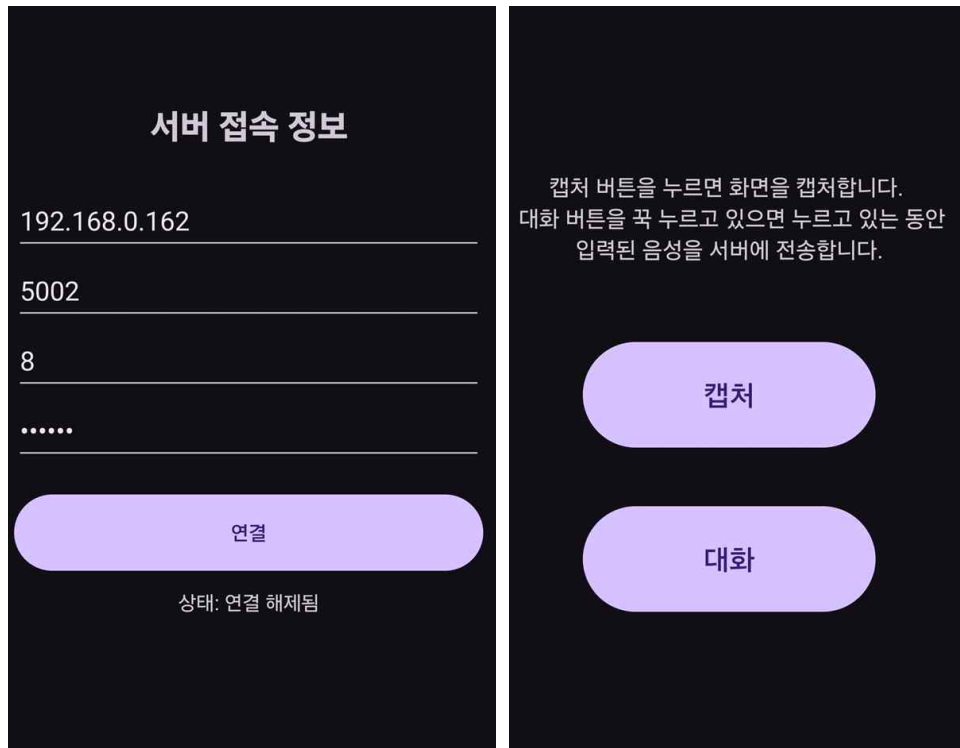 서버 접속 정보
192.168.0.162
5002
8
••••••
연결
상태: 연결 해제됨
캡처 버튼을 누르면 화면을 캡처합니다.
대화 버튼을 꾹 누르고 있으면 누르고 있는 동안
입력된 음성을 서버에 전송합니다.
캡처
대화